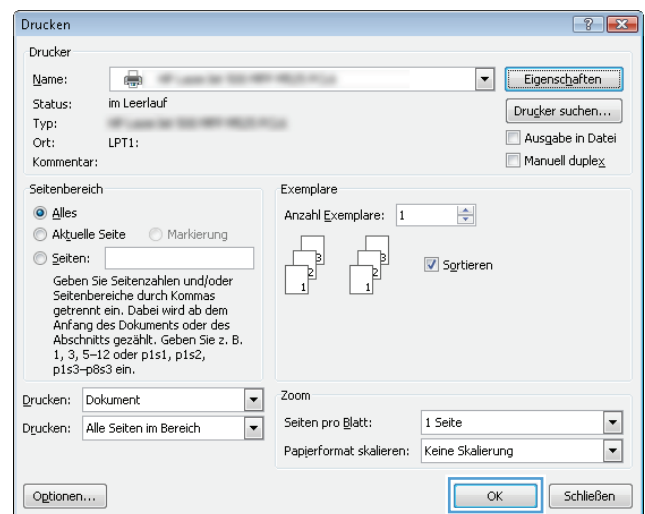 Drucken
Drucker
Name:
Eigenschaften
Status: im Leerlauf
Drucker suchen...
Typ:
Ort: LPT1:
Ausgabe in Datei
Kommentar:
Manuell duplex
Seitenbereich
Alles
Aktuelle Seite Markierung
Seiten:
Geben Sie Seitenzahlen und/oder
Seitenbereiche durch Kommas
getrennt ein. Dabei wird ab dem
Anfang des Dokuments oder des
Abschnitts gezählt. Geben Sie z. B.
1, 3, 5–12 oder p1s1, p1s2,
p1s3–p8s3 ein.
Exemplare
Anzahl Exemplare: 1
3 3
2 2
1 1
Sortieren
Drucken: Dokument
Drucken: Alle Seiten im Bereich
Zoom
Seiten pro Blatt: 1 Seite
Papierformat skalieren: Keine Skalierung
Optionen...
OK
Schließen